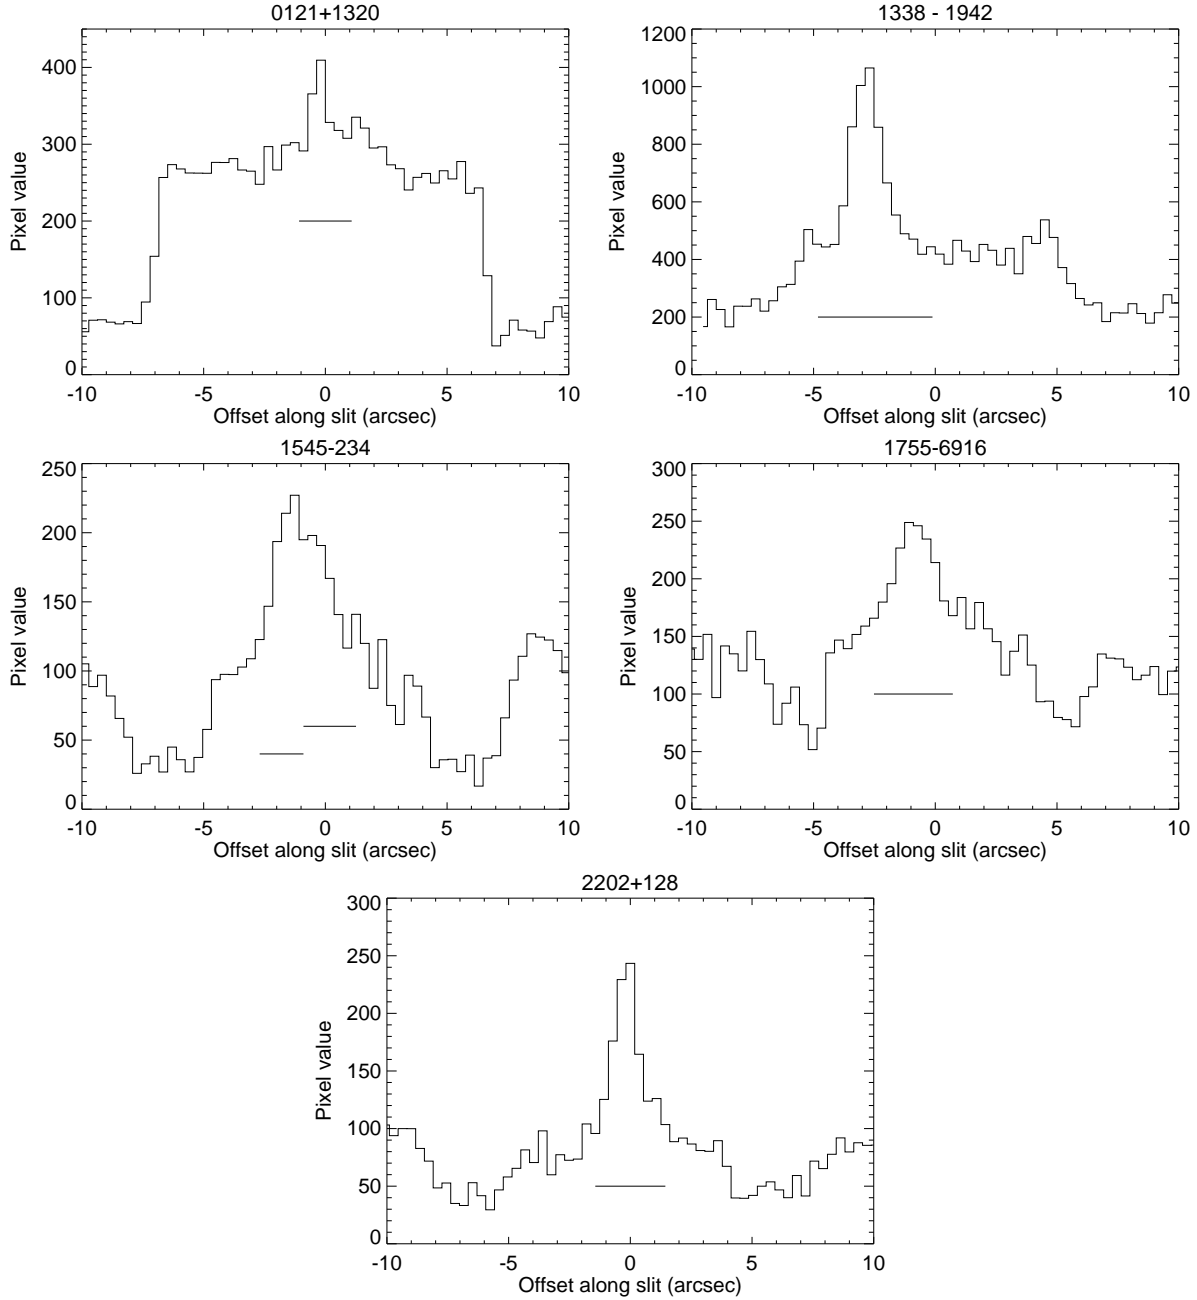 0121+1320
400
300
200
100
0
Pixel value
-10 -5 0 5 10
Offset along slit (arcsec)
1338 - 1942
1200
1000
800
600
400
200
0
Pixel value
-10 -5 0 5 10
Offset along slit (arcsec)
1545-234
250
200
150
100
50
0
Pixel value
-10 -5 0 5 10
Offset along slit (arcsec)
1755-6916
300
250
200
150
100
50
0
Pixel value
-10 -5 0 5 10
Offset along slit (arcsec)
2202+128
300
250
200
150
100
50
0
Pixel value
-10 -5 0 5 10
Offset along slit (arcsec)